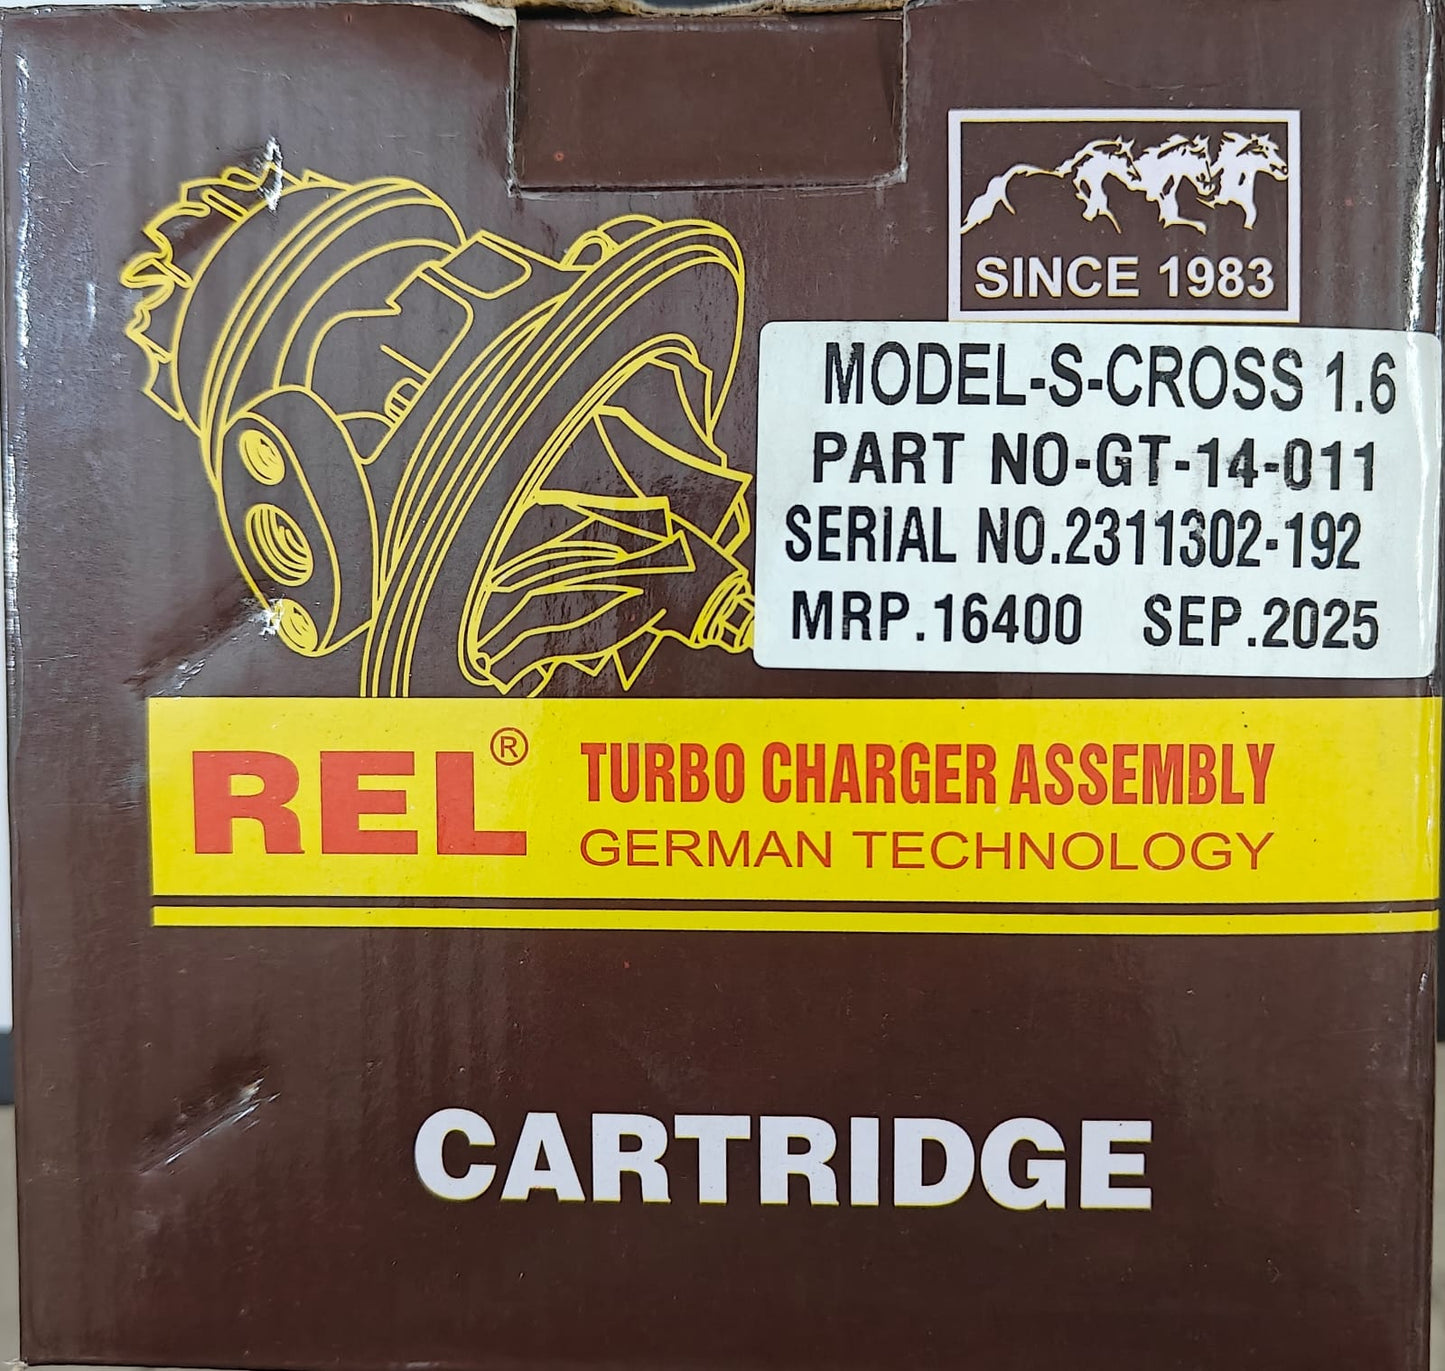 SINCE 1983
MODEL-S-CROSS 1.6
PART NO-GT-14-011
SERIAL NO.2311302-192
MRP.16400 SEP.2025
REL®
TURBO CHARGER ASSEMBLY
GERMAN TECHNOLOGY
CARTRIDGE